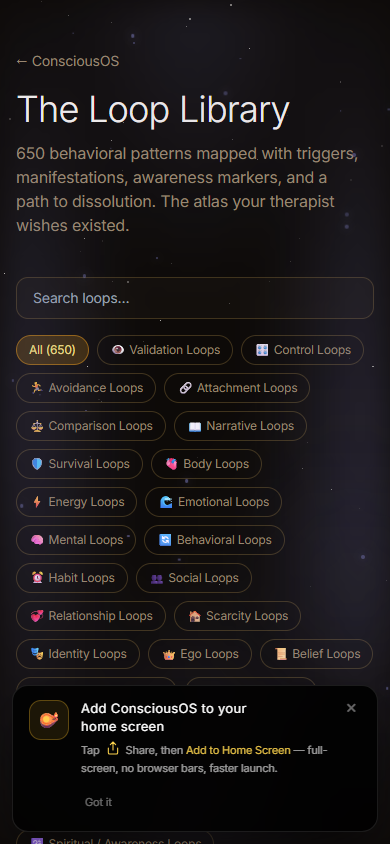 ← ConsciousOS
The Loop Library
650 behavioral patterns mapped with triggers,
manifestations, awareness markers, and a
path to dissolution. The atlas your therapist
wishes existed.
Search loops...
All (650) Validation Loops Control Loops
Avoidance Loops Attachment Loops
Comparison Loops Narrative Loops
Survival Loops Body Loops
Energy Loops Emotional Loops
Mental Loops Behavioral Loops
Habit Loops Social Loops
Relationship Loops Scarcity Loops
Identity Loops Ego Loops Belief Loops
Add ConsciousOS to your
home screen
✕
Tap Share, then Add to Home Screen — full-
screen, no browser bars, faster launch.
Got it
Spiritual / Awareness Loops